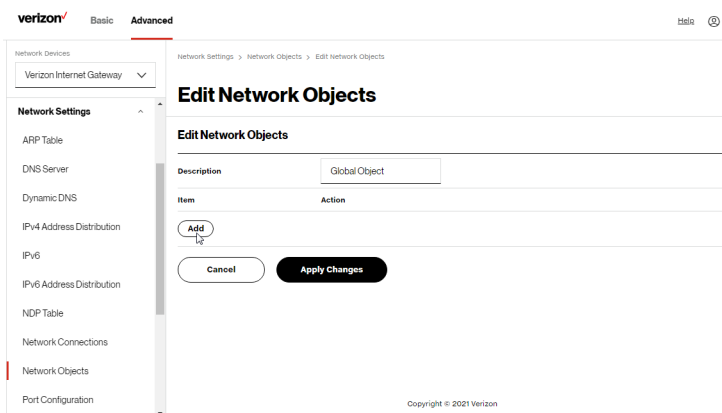 verizon✓ Basic Advanced Help
Network Devices
Verizon Internet Gateway
Network Settings
ARP Table
DNS Server
Dynamic DNS
IPv4 Address Distribution
IPv6
IPv6 Address Distribution
NDP Table
Network Connections
Network Objects
Port Configuration
Network Settings > Network Objects > Edit Network Objects
Edit Network Objects
Edit Network Objects
Description Global Object
Item Action
Add
Cancel Apply Changes
Copyright © 2021 Verizon